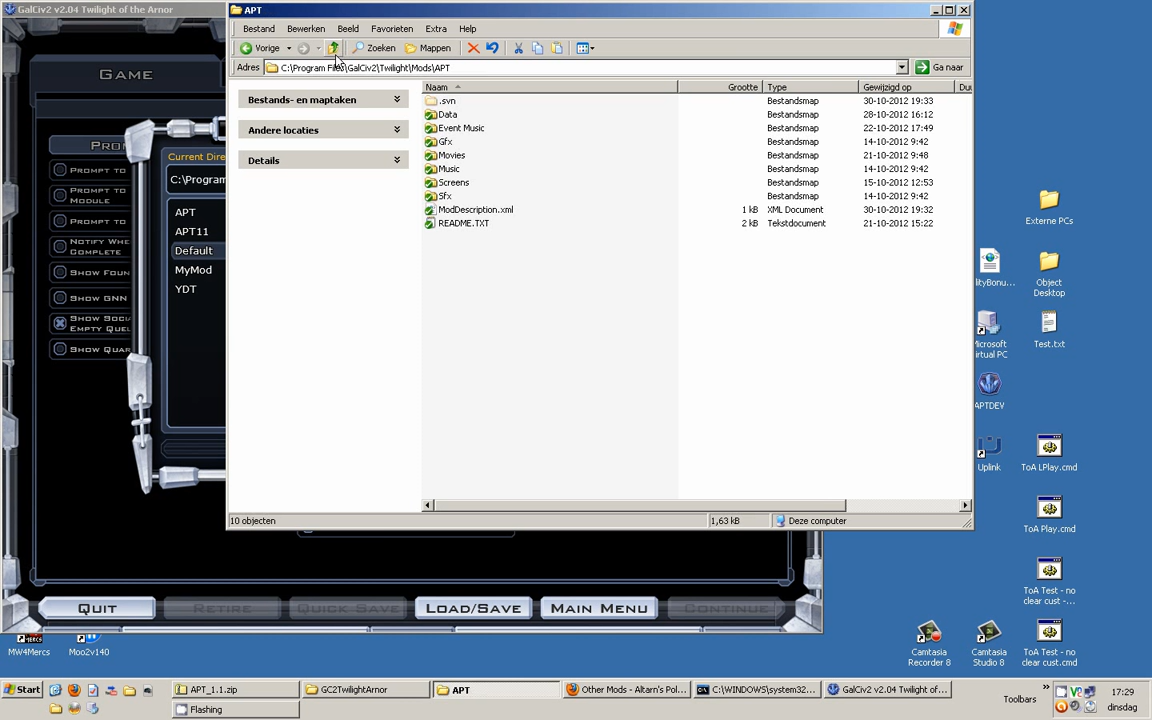 GalCiv2 v2.04 Twilight of the Arnor
GAME
PROMPT TO
PROMPT TO
MODULE
PROMPT TO
NOTIFY WHE
COMPLETE
SHOW FOUN
SHOW GNN
SHOW SOCI
EMPTY QUEU
SHOW QUAR
Current Dire
C:\Program
APT
APT11
Default
MyMod
YDT
QUIT
RETIRE
QUICK SAVE
LOAD/SAVE
MAIN MENU
CONTINUE
APT
Bestand Bewerken Beeld Favorieten Extra Help
Vorige Zoeken Mappen
Adres C:\Program Files\GalCiv2\Twilight\Mods\APT Ga naar
Bestands- en maptaken
Andere locaties
Details
Naam Grootte Type Gewijzigd op Duu
.svn Bestandsmap 30-10-2012 19:33
Data Bestandsmap 28-10-2012 16:12
Event Music Bestandsmap 22-10-2012 17:49
Gfx Bestandsmap 14-10-2012 9:42
Movies Bestandsmap 21-10-2012 9:48
Music Bestandsmap 14-10-2012 9:42
Screens Bestandsmap 15-10-2012 12:53
Sfx Bestandsmap 14-10-2012 9:42
ModDescription.xml 1 kB XML Document 30-10-2012 19:32
README.TXT 2 kB Tekstdocument 21-10-2012 15:22
10 objecten 1,63 kB Deze computer
Externe PCs
lityBonu...
Object
Desktop
Microsoft
irtual PC
Test.txt
APTDEV
Uplink
ToA LPlay.cmd
ToA Play.cmd
ToA Test - no
clear cust -...
Camtasia
Recorder 8
Camtasia
Studio 8
ToA Test - no
clear cust.cmd
MW4Mercs
Moo2v140
Start
APT_1.1.zip
GC2TwilightArnor
APT
Other Mods - Altarn's Pol...
C:\WINDOWS\system32...
GalCiv2 v2.04 Twilight of...
Flashing
Toolbars
17:29
dinsdag